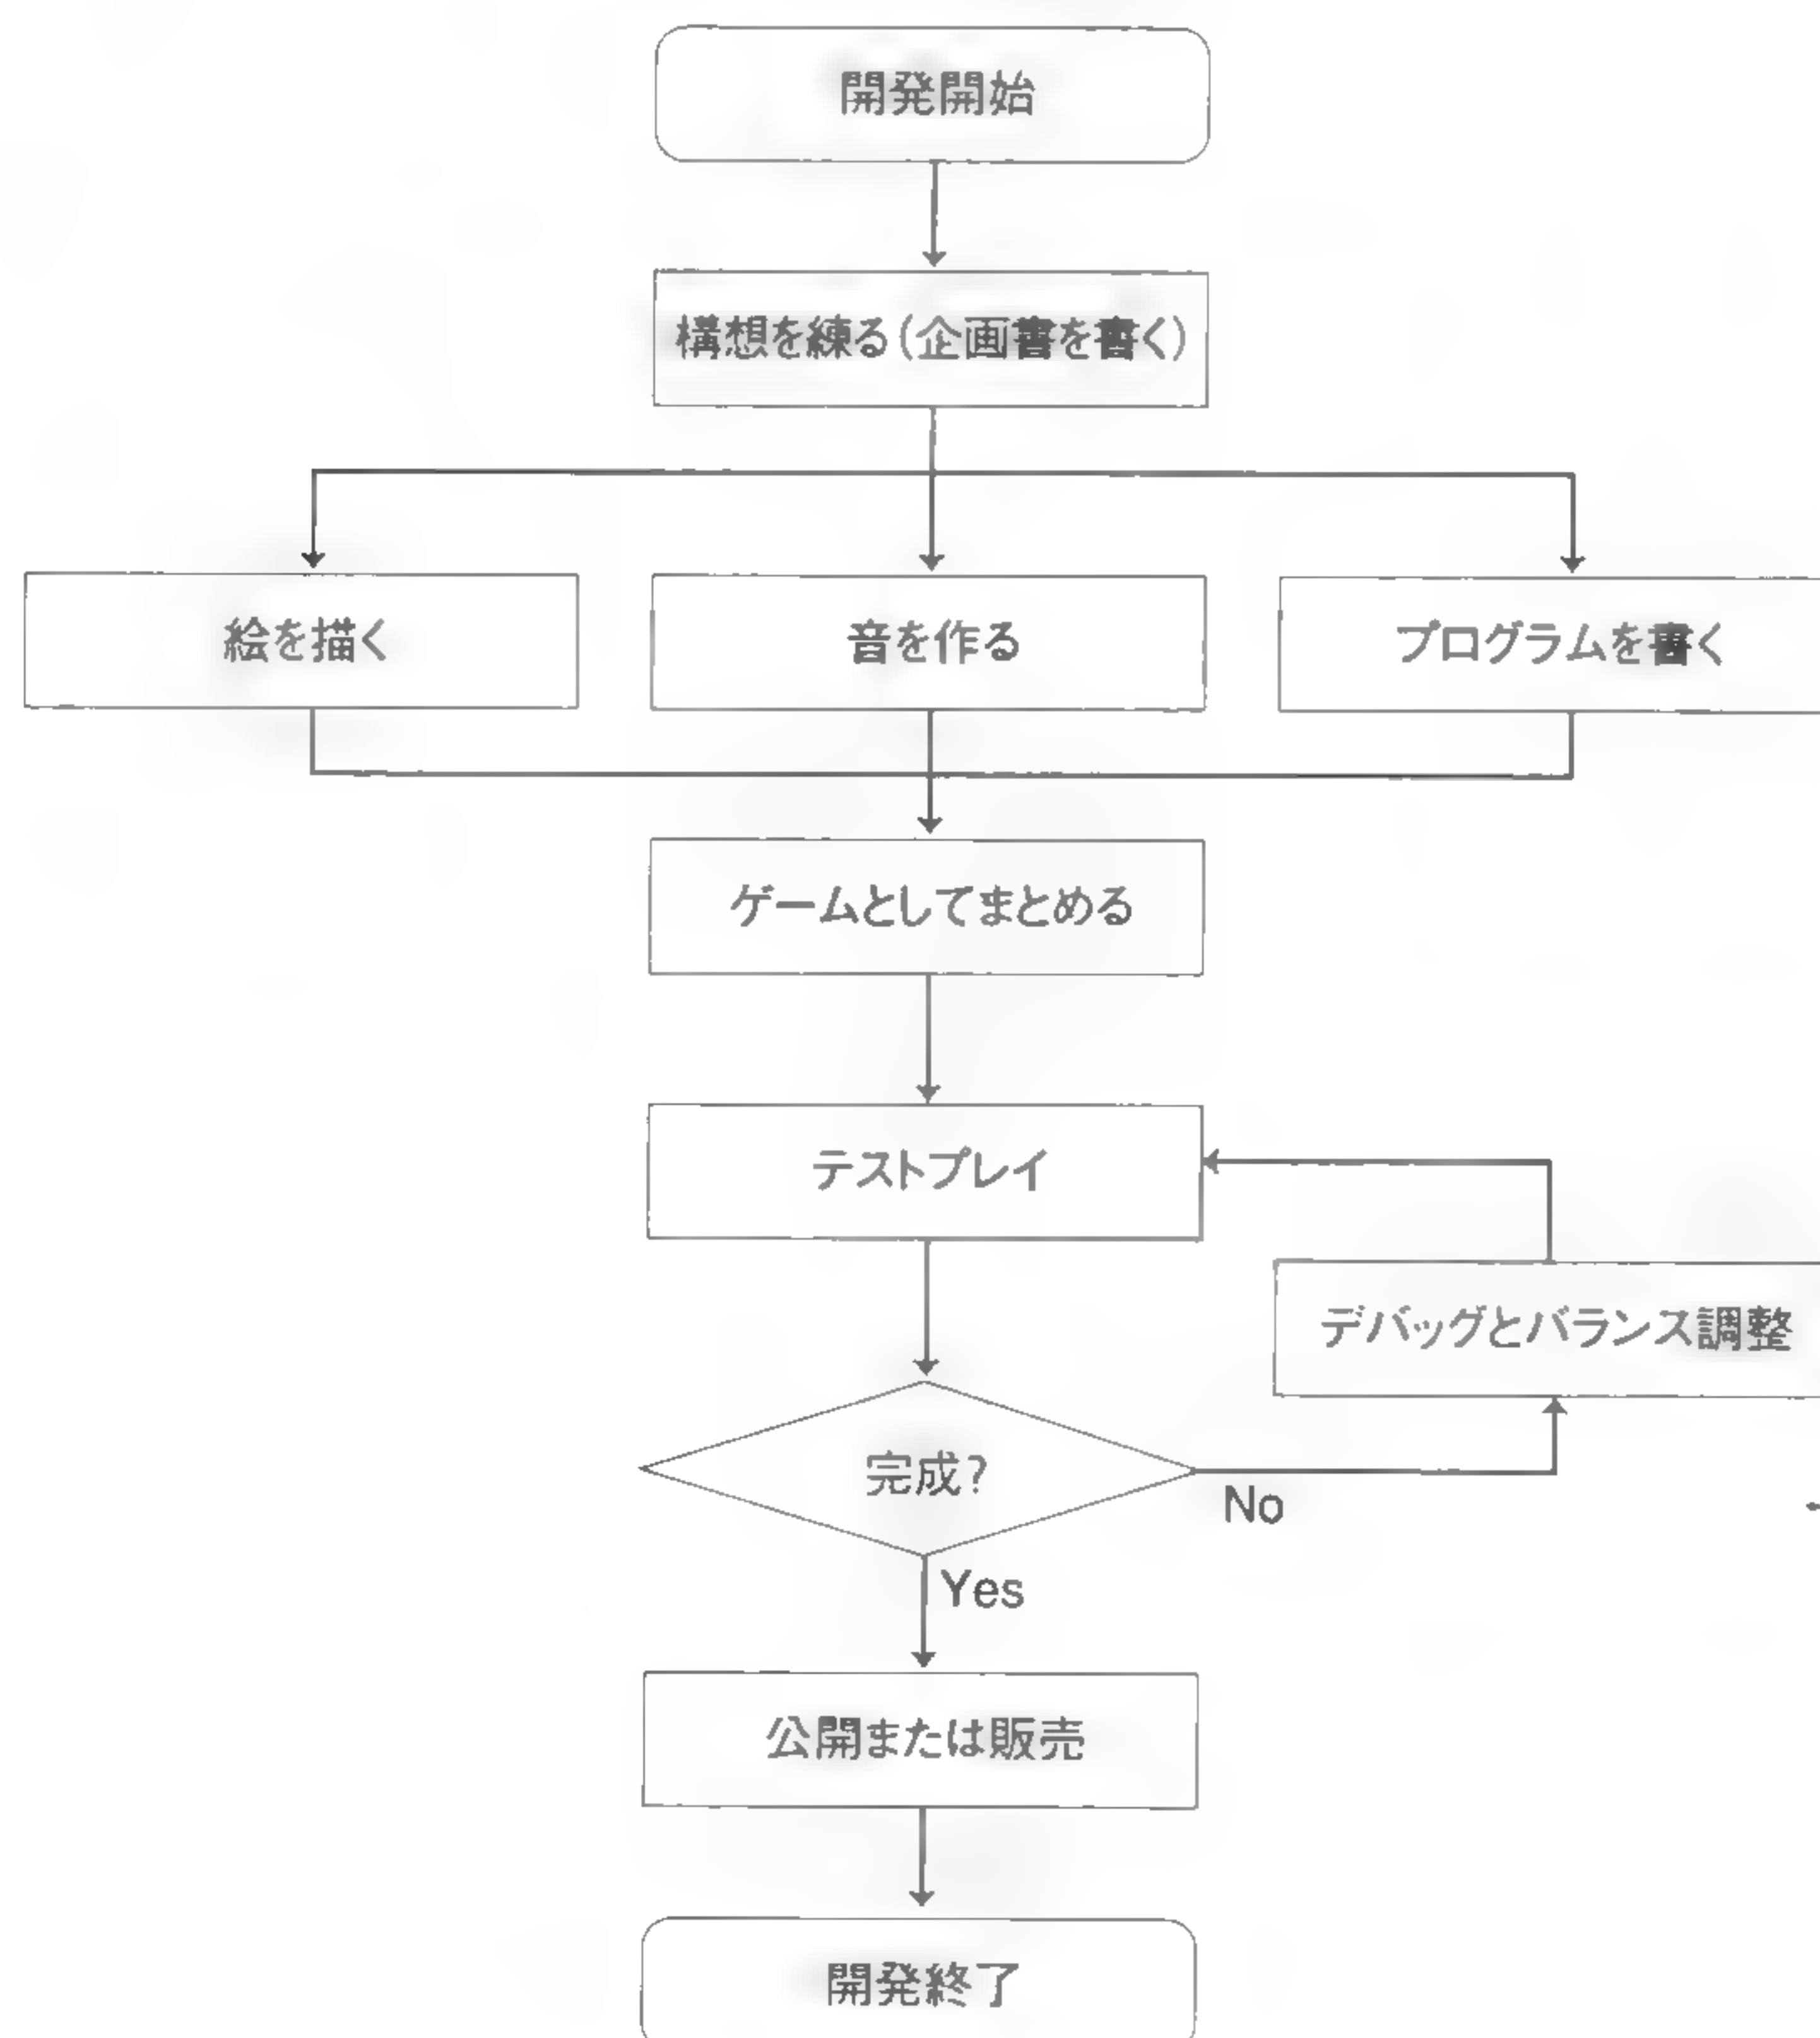 開発開始
構想を練る(企画書を書く)
絵を描く
音を作る
プログラムを書く
ゲームとしてまとめる
テストプレイ
デバッグとバランス調整
完成?
No
Yes
公開または販売
開発終了